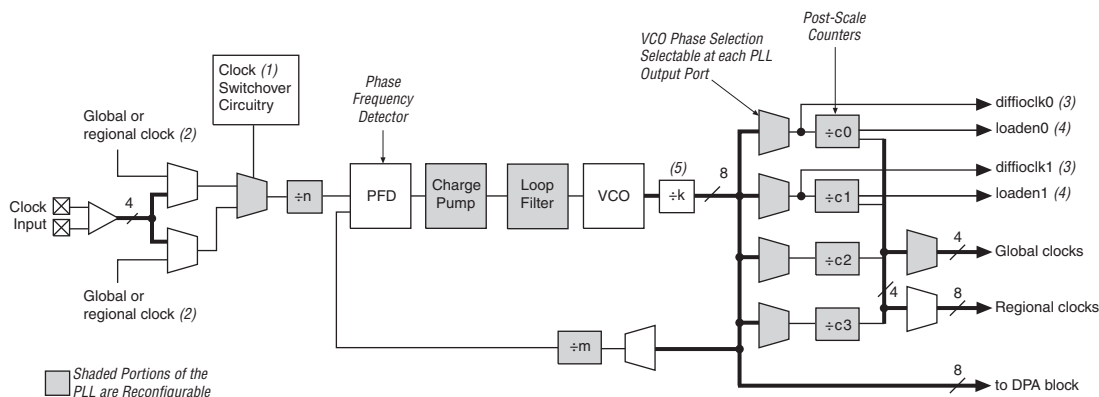 Post-Scale
Counters
VCO Phase Selection
Selectable at each PLL
Output Port
Clock (1)
Switchover
Circuitry
Phase
Frequency
Detector
Global or
regional clock (2)
diffioclk0 (3)
loaden0 (4)
÷c0
diffioclk1 (3)
loaden1 (4)
÷c1
4
Clock
Input
÷n
PFD
Charge
Pump
Loop
Filter
VCO
(5)
÷k
8
÷c2
4
Global clocks
4
8
Regional clocks
÷c3
Global or
regional clock (2)
÷m
8
to DPA block
Shaded Portions of the
PLL are Reconfigurable